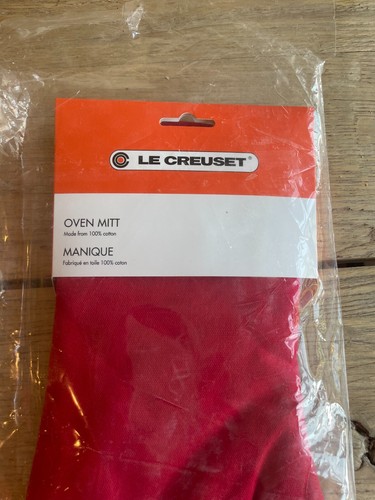 LE CREUSET®
OVEN MITT
Made from 100% cotton
MANIQUE
Fabriqué en toile 100% coton